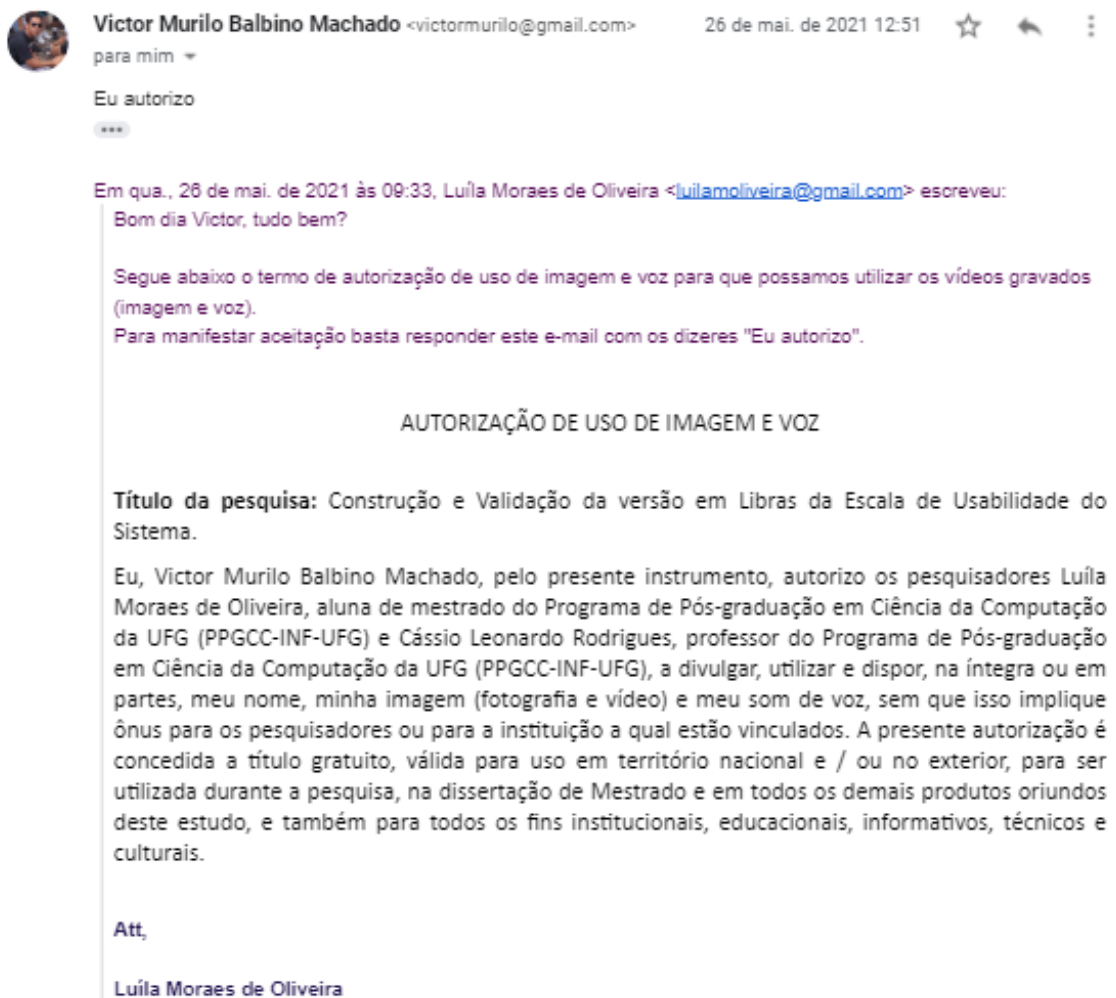 Victor Murilo Balbino Machado <victormurilo@gmail.com> 26 de mai. de 2021 12:51
para mim
Eu autorizo
Em qua., 26 de mai. de 2021 às 09:33, Luíla Moraes de Oliveira <luilamoliveira@gmail.com> escreveu:
Bom dia Victor, tudo bem?
Segue abaixo o termo de autorização de uso de imagem e voz para que possamos utilizar os vídeos gravados
(imagem e voz).
Para manifestar aceitação basta responder este e-mail com os dizeres "Eu autorizo".
AUTORIZAÇÃO DE USO DE IMAGEM E VOZ
Título da pesquisa: Construção e Validação da versão em Libras da Escala de Usabilidade do
Sistema.
Eu, Victor Murilo Balbino Machado, pelo presente instrumento, autorizo os pesquisadores Luíla
Moraes de Oliveira, aluna de mestrado do Programa de Pós-graduação em Ciência da Computação
da UFG (PPGCC-INF-UFG) e Cássio Leonardo Rodrigues, professor do Programa de Pós-graduação
em Ciência da Computação da UFG (PPGCC-INF-UFG), a divulgar, utilizar e dispor, na íntegra ou em
partes, meu nome, minha imagem (fotografia e vídeo) e meu som de voz, sem que isso implique
ônus para os pesquisadores ou para a instituição a qual estão vinculados. A presente autorização é
concedida a título gratuito, válida para uso em território nacional e / ou no exterior, para ser
utilizada durante a pesquisa, na dissertação de Mestrado e em todos os demais produtos oriundos
deste estudo, e também para todos os fins institucionais, educacionais, informativos, técnicos e
culturais.
Att,
Luíla Moraes de Oliveira